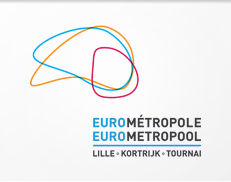 EUROMÉTROPOLE
EUROMETROPOOL
LILLE • KORTRIJK • TOURNAI